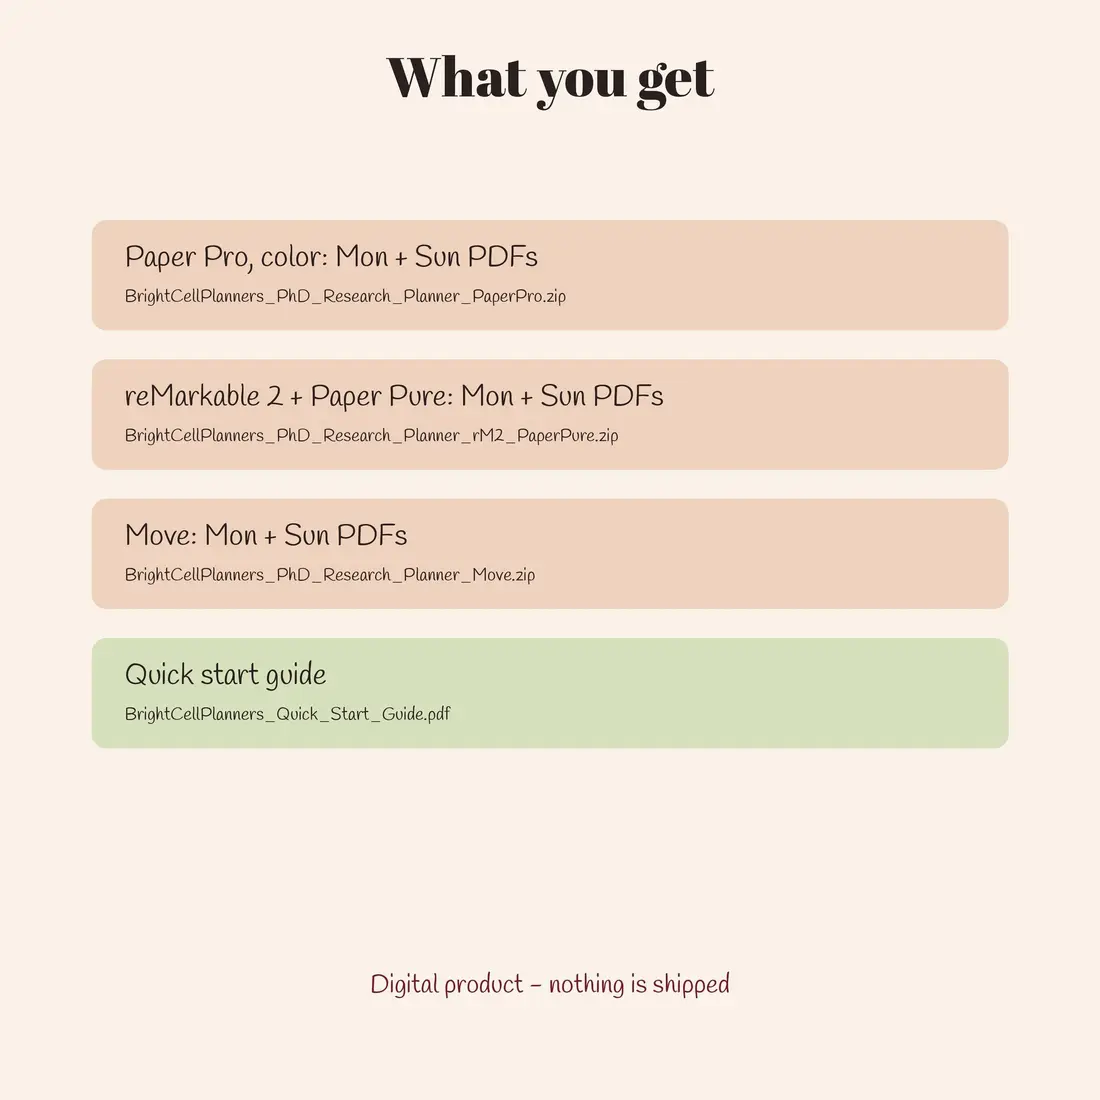 What you get
Paper Pro, color: Mon + Sun PDFs
BrightCellPlanners_PhD_Research_Planner_PaperPro.zip
reMarkable 2 + Paper Pure: Mon + Sun PDFs
BrightCellPlanners_PhD_Research_Planner_rM2_PaperPure.zip
Move: Mon + Sun PDFs
BrightCellPlanners_PhD_Research_Planner_Move.zip
Quick start guide
BrightCellPlanners_Quick_Start_Guide.pdf
Digital product – nothing is shipped